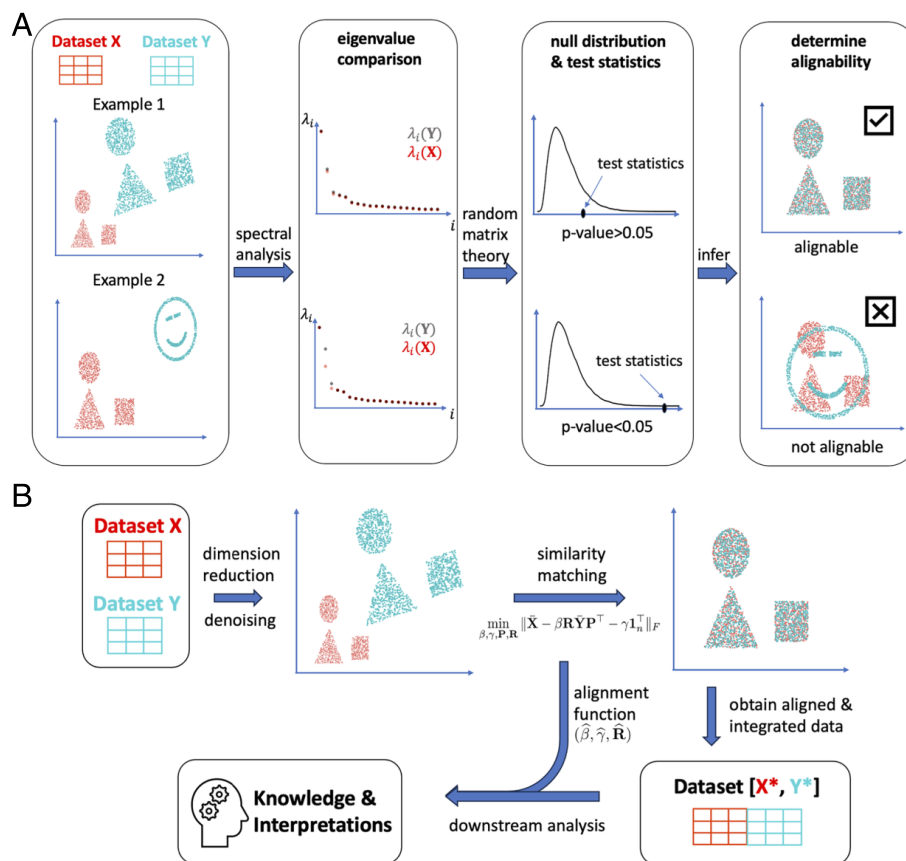 A
Dataset X
Dataset Y
Example 1
Example 2
spectral
analysis
eigenvalue
comparison
λᵢ
λᵢ(Y)
λᵢ(X)
i
λᵢ
λᵢ(Y)
λᵢ(X)
i
random
matrix
theory
null distribution
& test statistics
test statistics
p-value>0.05
test statistics
p-value<0.05
infer
determine
alignability
alignable
not alignable
B
Dataset X
Dataset Y
dimension
reduction
denoising
similarity
matching
min_{β,γ,P,R} ‖X̄ − βRȲP^⊤ − γ1_n^⊤‖_F
alignment
function
(β̂, γ̂, R̂)
obtain aligned &
integrated data
Dataset [X*, Y*]
downstream analysis
Knowledge &
Interpretations